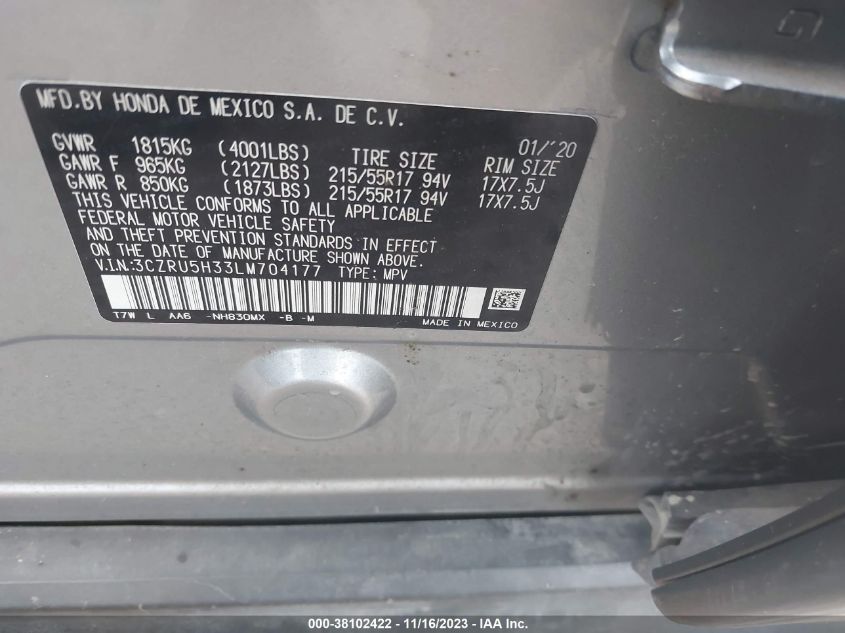 MFD.BY HONDA DE MEXICO S.A. DE C.V.
01/'20
GVWR 1815KG (4001LBS) TIRE SIZE RIM SIZE
GAWR F 965KG (2127LBS) 215/55R17 94V 17X7.5J
GAWR R 850KG (1873LBS) 215/55R17 94V 17X7.5J
THIS VEHICLE CONFORMS TO ALL APPLICABLE
FEDERAL MOTOR VEHICLE SAFETY
AND THEFT PREVENTION STANDARDS IN EFFECT
ON THE DATE OF MANUFACTURE SHOWN ABOVE.
V.I.N:3CZRU5H33LM704177 TYPE: MPV
T7W L AA6 -NH830MX -B -M MADE IN MEXICO
000-38102422 - 11/16/2023 - IAA Inc.